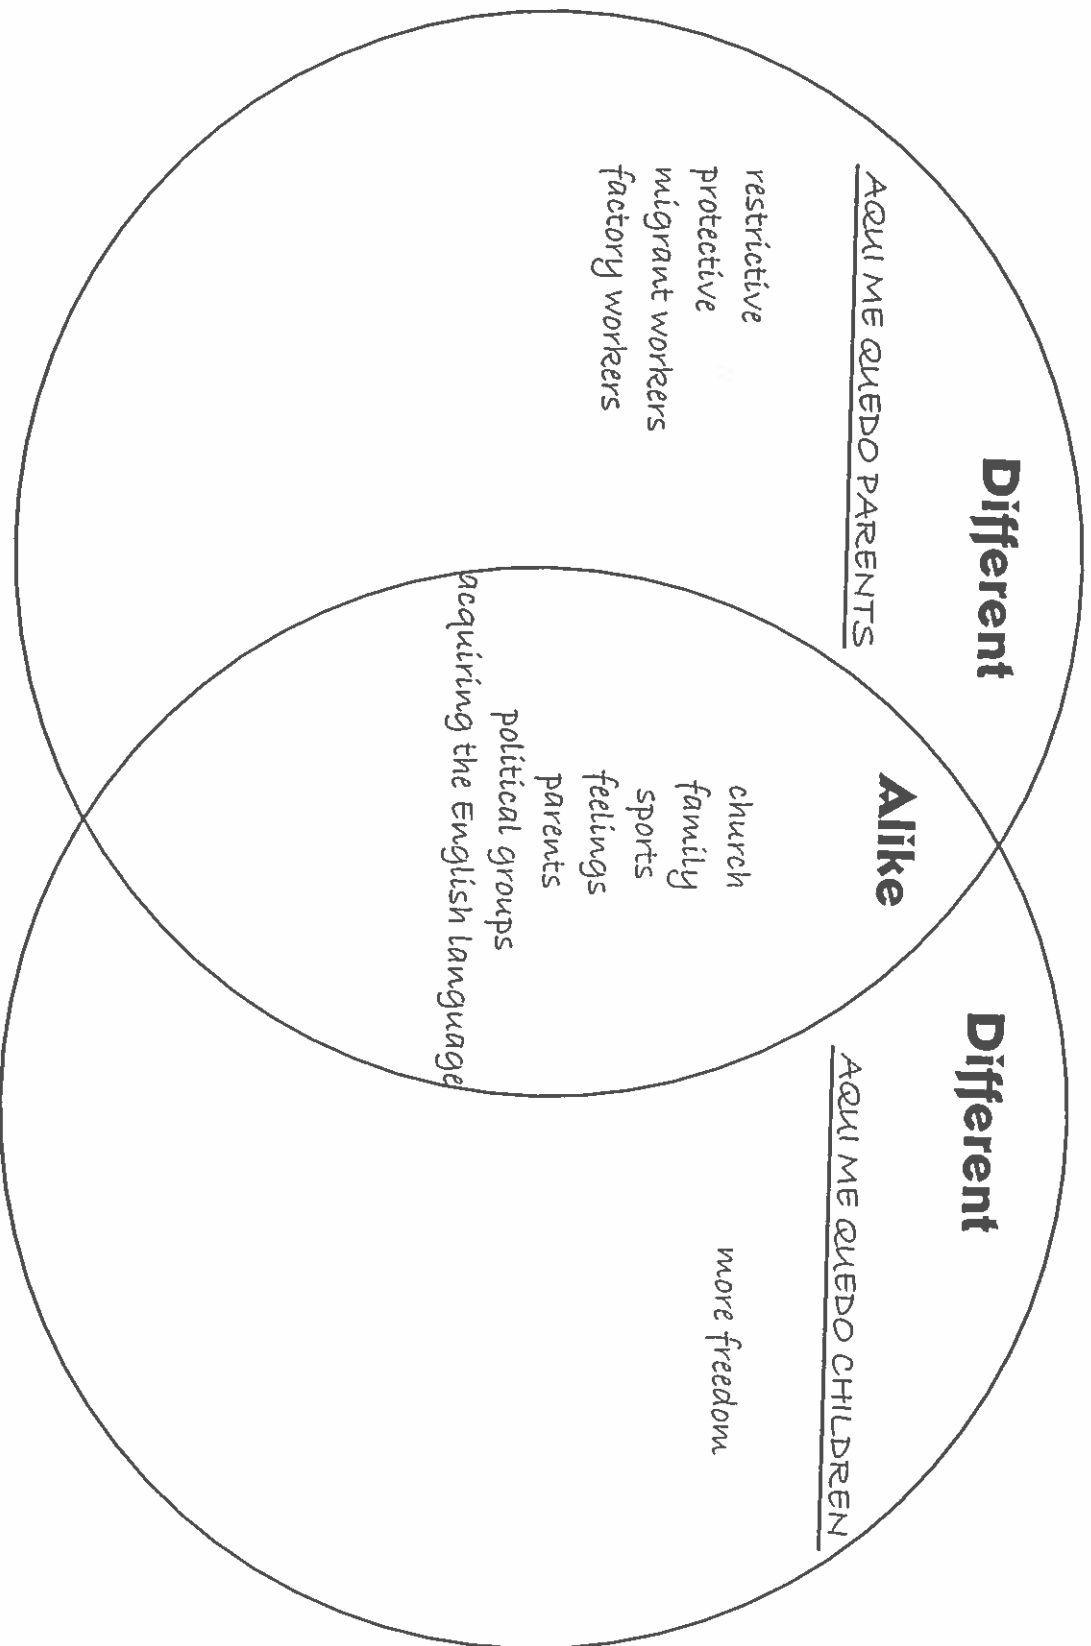 Different
AQUI ME QUEDO PARENTS
restrictive
protective
migrant workers
factory workers
Alike
church
family
sports
feelings
parents
political groups
acquiring the English language
Different
AQUI ME QUEDO CHILDREN
more freedom